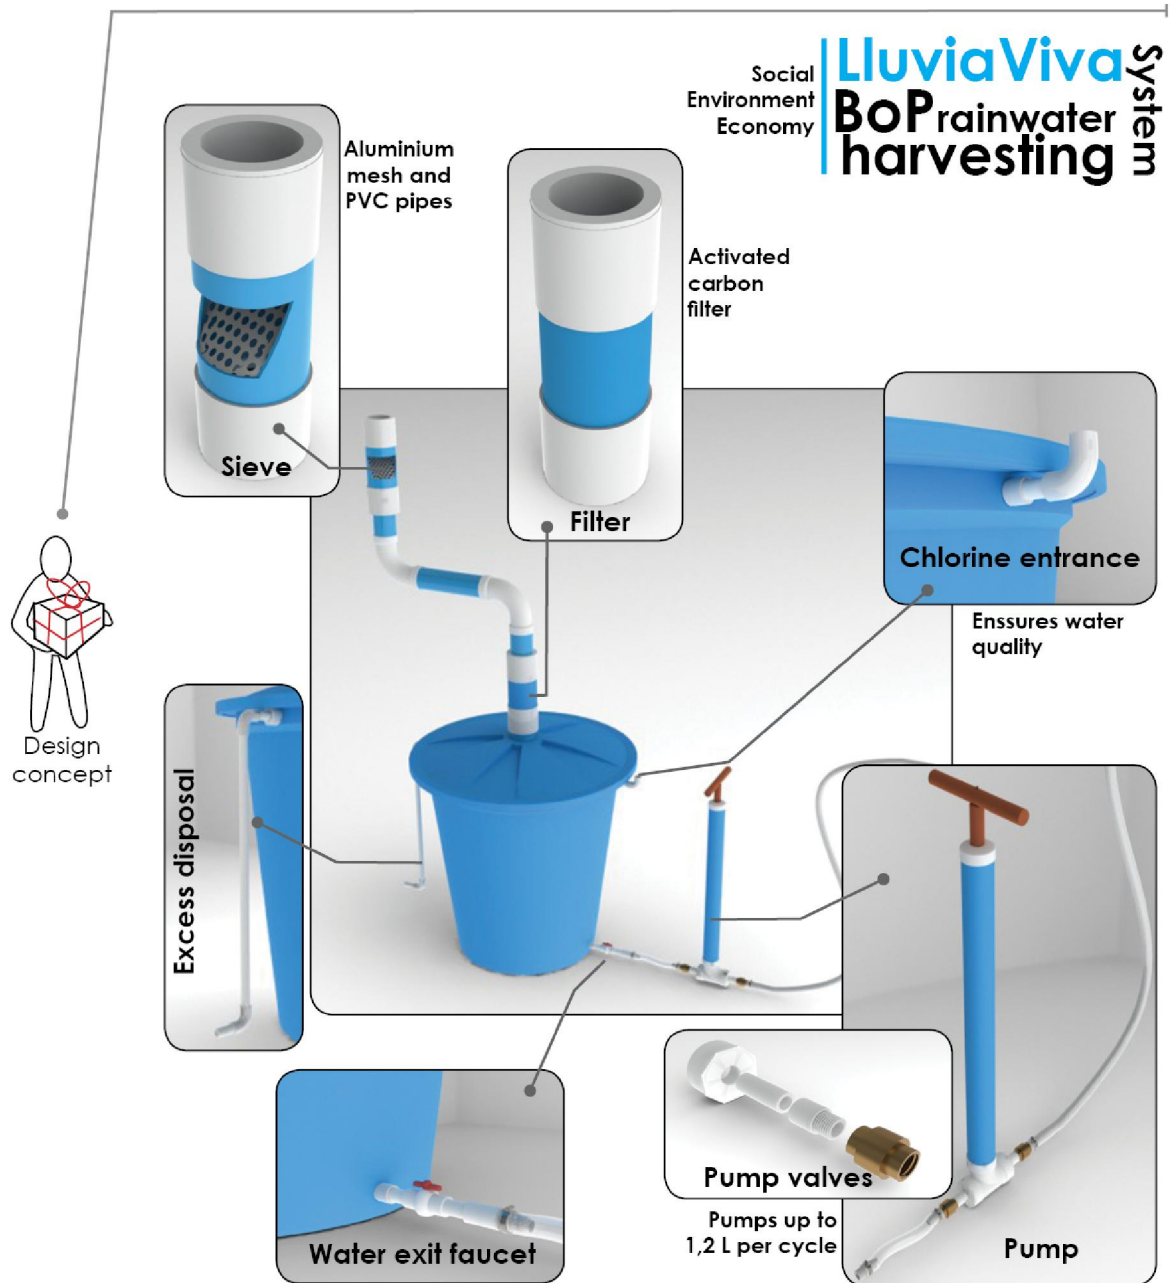 Social
Environment
Economy
LluviaViva
BoP rainwater
harvesting
System
Aluminium
mesh and
PVC pipes
Sieve
Activated
carbon
filter
Filter
Chlorine entrance
Enssures water
quality
Design
concept
Excess disposal
Water exit faucet
Pump valves
Pumps up to
1,2 L per cycle
Pump